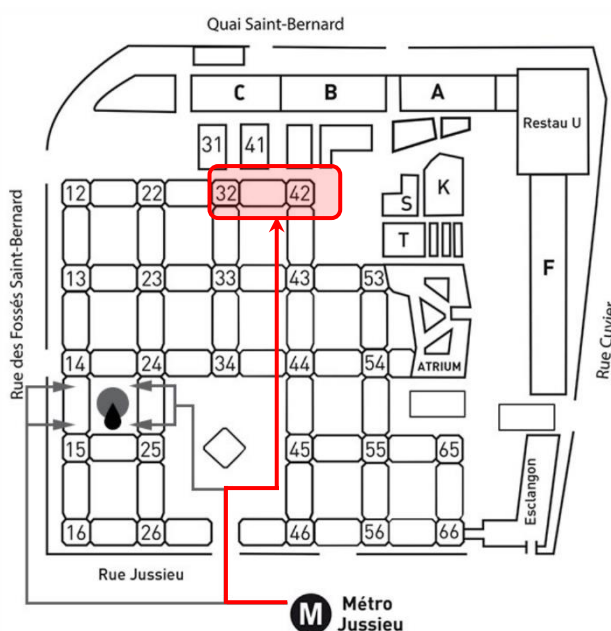 Quai Saint-Bernard
C B A
Restau U
31 41
12 22 32 42
S K
T
F
13 23 33 43 53
Rue des Fossés Saint-Bernard
Rue Cuvier
14 24 34 44 54
ATRIUM
15 25 45 55 65
Esclangon
16 26 46 56 66
Rue Jussieu
M Métro
Jussieu